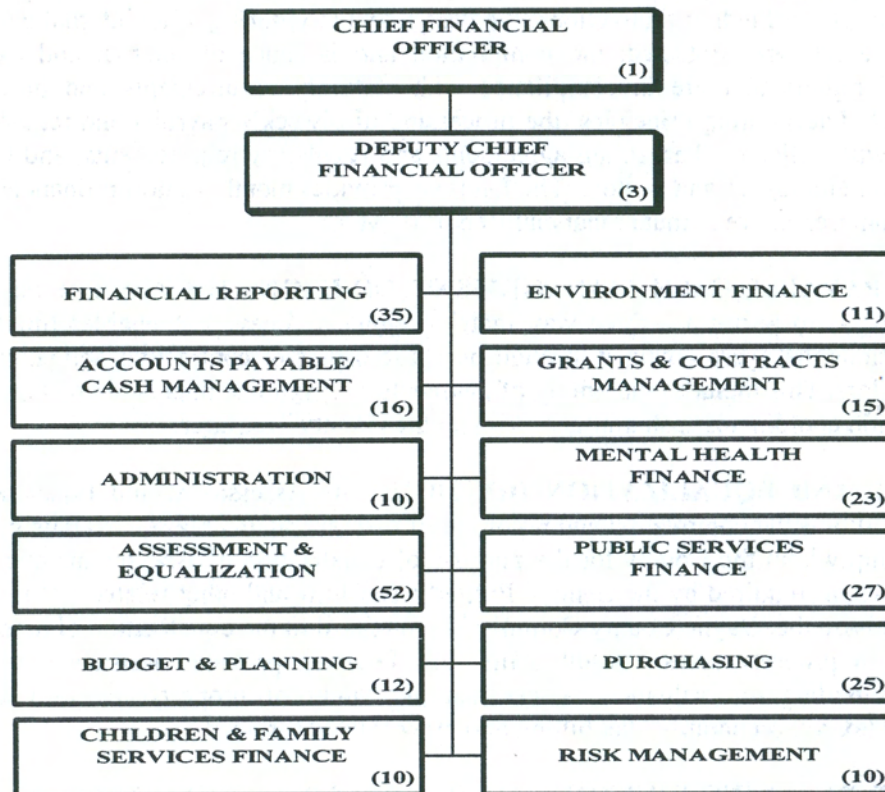 CHIEF FINANCIAL
OFFICER
(1)
DEPUTY CHIEF
FINANCIAL OFFICER
(3)
FINANCIAL REPORTING
(35)
ENVIRONMENT FINANCE
(11)
ACCOUNTS PAYABLE/
CASH MANAGEMENT
(16)
GRANTS & CONTRACTS
MANAGEMENT
(15)
ADMINISTRATION
(10)
MENTAL HEALTH
FINANCE
(23)
ASSESSMENT &
EQUALIZATION
(52)
PUBLIC SERVICES
FINANCE
(27)
BUDGET & PLANNING
(12)
PURCHASING
(25)
CHILDREN & FAMILY
SERVICES FINANCE
(10)
RISK MANAGEMENT
(10)